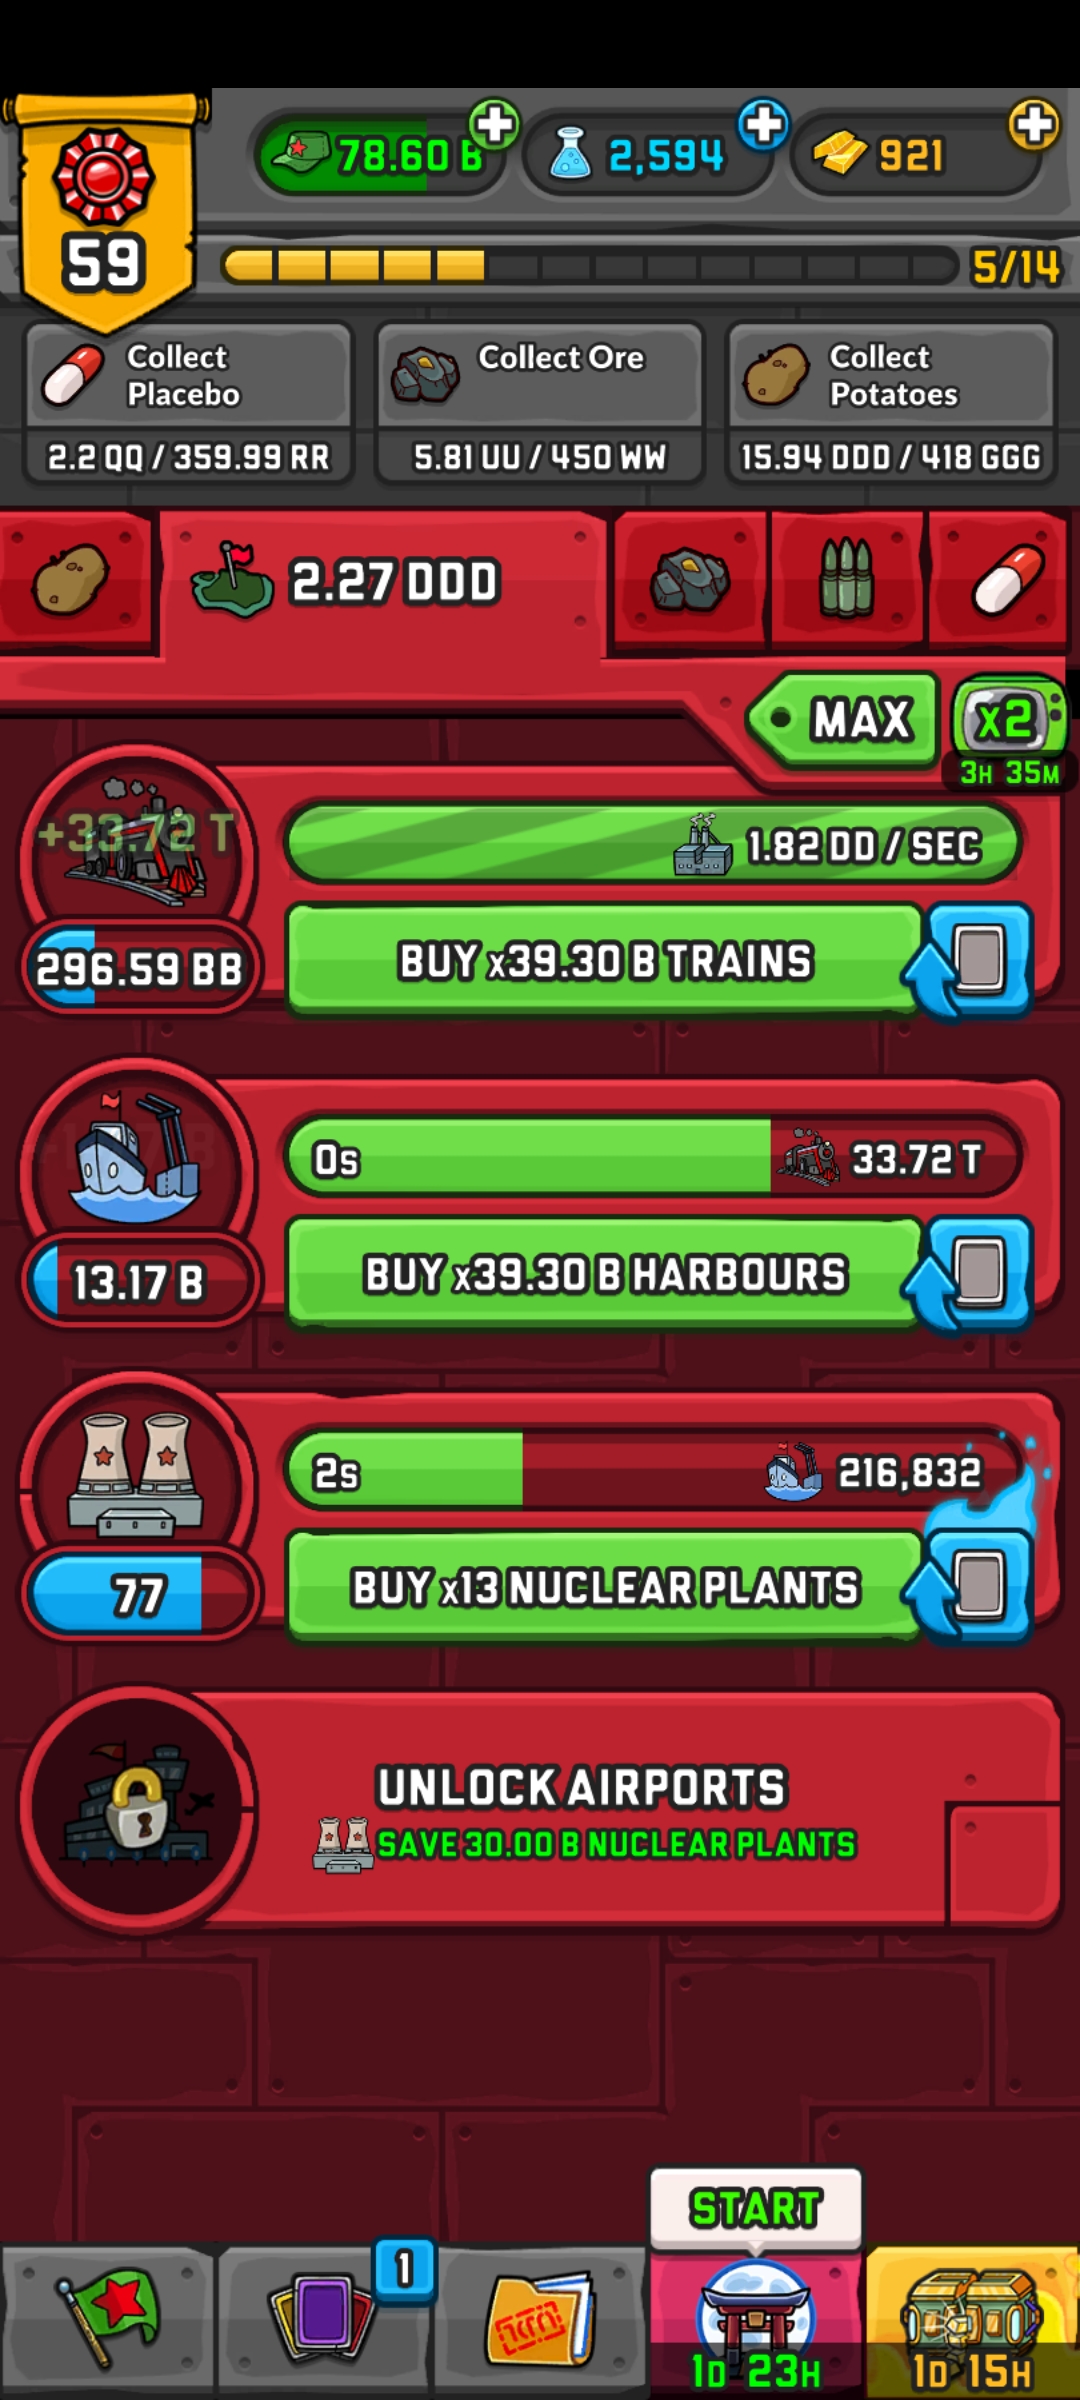 59
78.60 B
2,594
921
5/14
Collect Placebo
2.2 QQ / 359.99 RR
Collect Ore
5.81 UU / 450 WW
Collect Potatoes
15.94 DDD / 418 GGG
2.27 DDD
MAX
x2
3H 35M
+33.72 T
1.82 DD / SEC
296.59 BB
BUY x39.30 B TRAINS
0s
33.72 T
13.17 B
BUY x39.30 B HARBOURS
2s
216,832
77
BUY x13 NUCLEAR PLANTS
UNLOCK AIRPORTS
SAVE 30.00 B NUCLEAR PLANTS
START
1
1D 23H
1D 15H